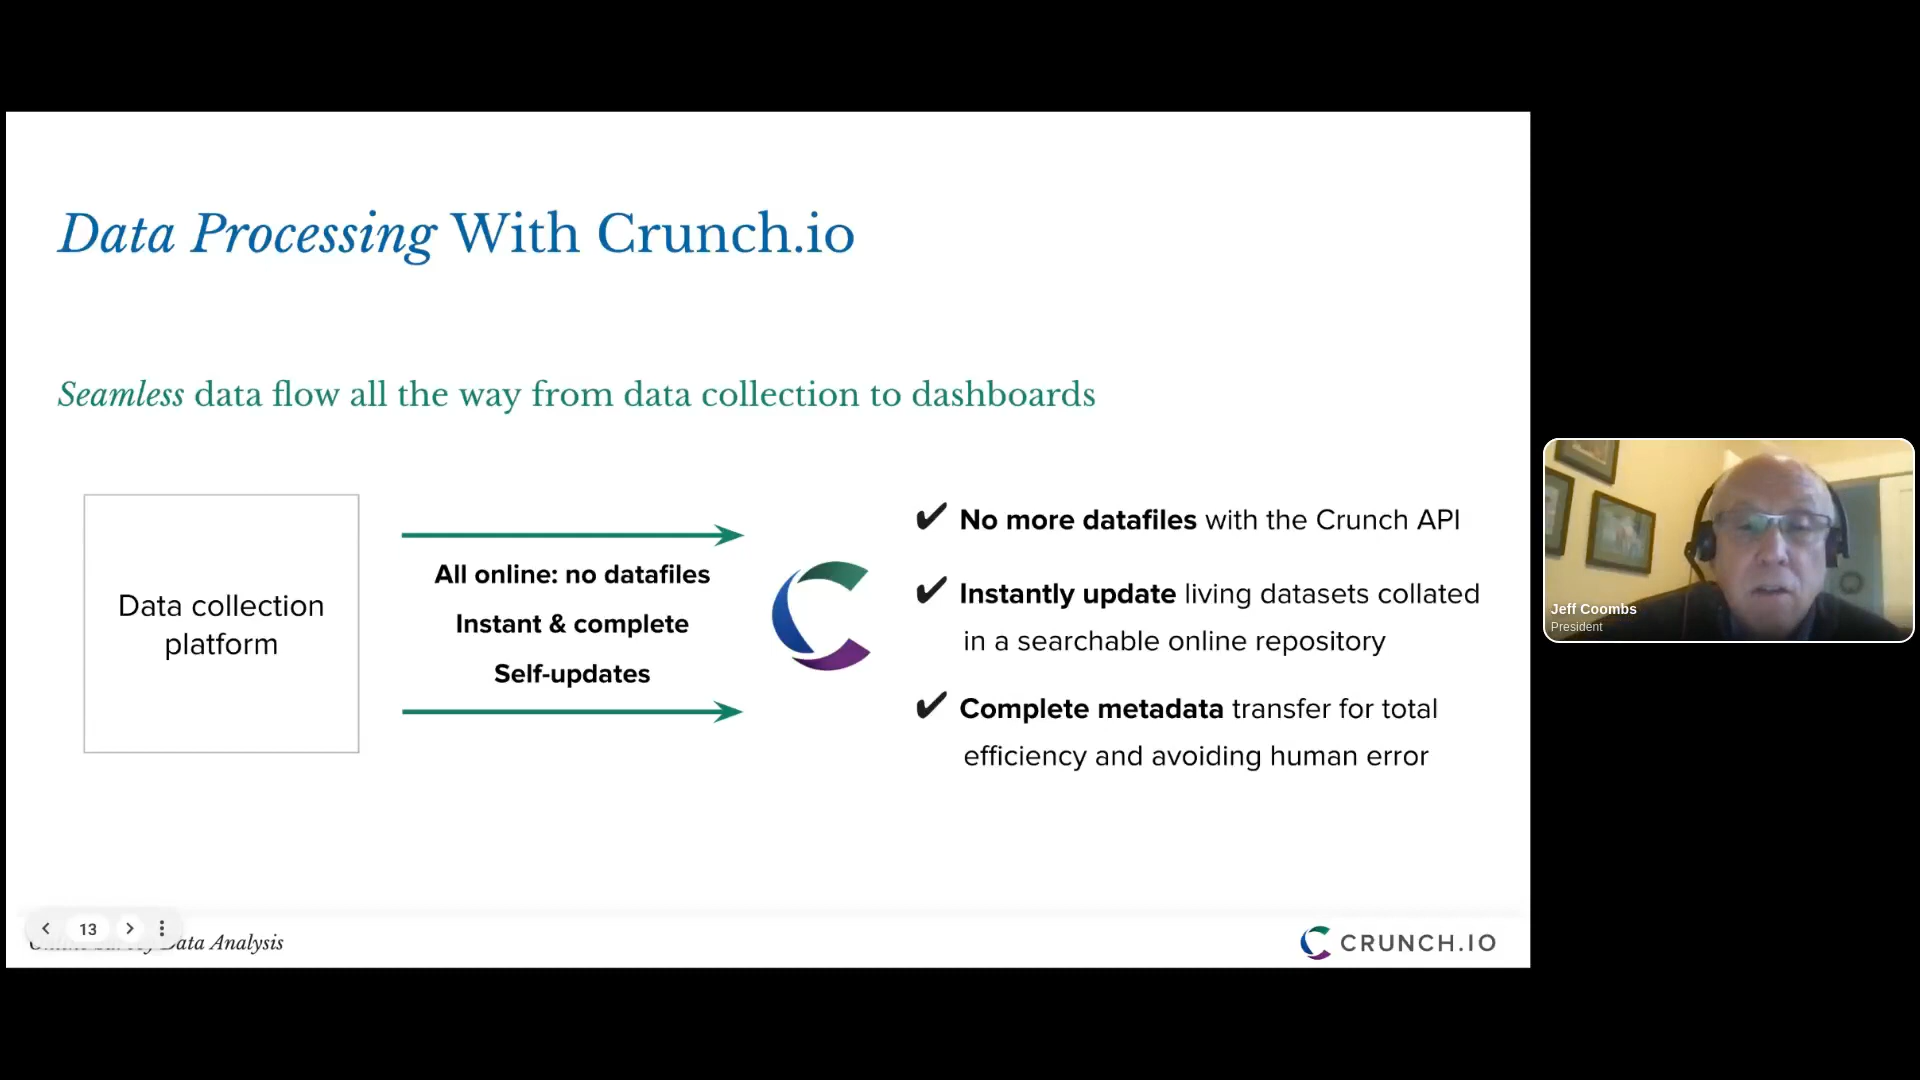 Data Processing With Crunch.io
Seamless data flow all the way from data collection to dashboards
Data collection
platform
All online: no datafiles
Instant & complete
Self-updates
✔ No more datafiles with the Crunch API
✔ Instantly update living datasets collated
in a searchable online repository
✔ Complete metadata transfer for total
efficiency and avoiding human error
Jeff Coombs
President
13
Data Analysis
CRUNCH.IO